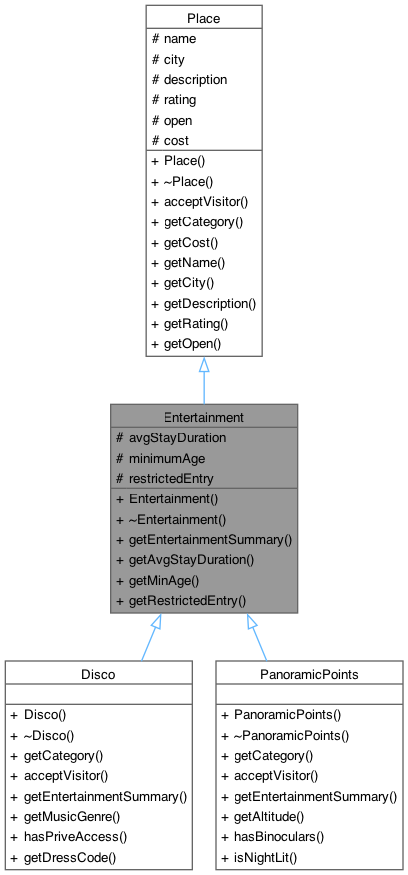 Place
# name
# city
# description
# rating
# open
# cost
+ Place()
+ ~Place()
+ acceptVisitor()
+ getCategory()
+ getCost()
+ getName()
+ getCity()
+ getDescription()
+ getRating()
+ getOpen()
Entertainment
# avgStayDuration
# minimumAge
# restrictedEntry
+ Entertainment()
+ ~Entertainment()
+ getEntertainmentSummary()
+ getAvgStayDuration()
+ getMinAge()
+ getRestrictedEntry()
Disco
+ Disco()
+ ~Disco()
+ getCategory()
+ acceptVisitor()
+ getEntertainmentSummary()
+ getMusicGenre()
+ hasPriveAccess()
+ getDressCode()
PanoramicPoints
+ PanoramicPoints()
+ ~PanoramicPoints()
+ getCategory()
+ acceptVisitor()
+ getEntertainmentSummary()
+ getAltitude()
+ hasBinoculars()
+ isNightLit()